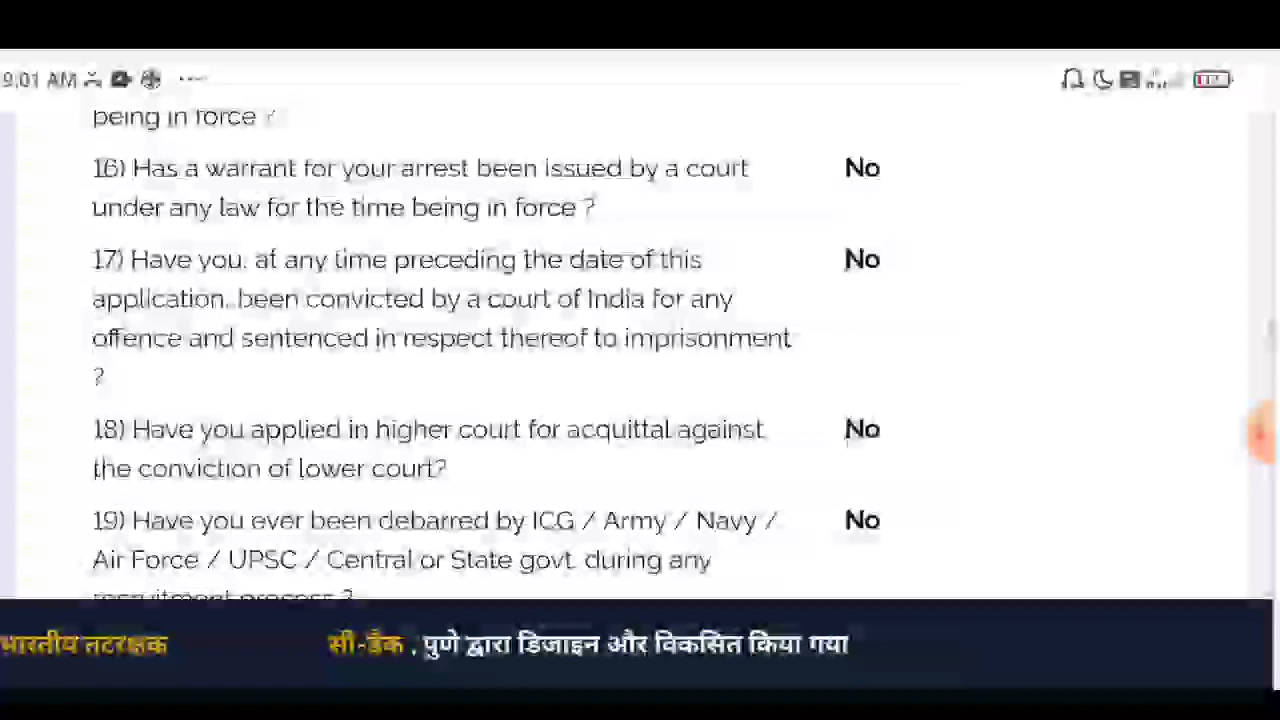 9:01 AM
being in force ?
16) Has a warrant for your arrest been issued by a court
No
under any law for the time being in force ?
17) Have you, at any time preceding the date of this
No
application, been convicted by a court of India for any
offence and sentenced in respect thereof to imprisonment
?
18) Have you applied in higher court for acquittal against
No
the conviction of lower court?
19) Have you ever been debarred by ICG / Army / Navy /
No
Air Force / UPSC / Central or State govt. during any
recruitment process ?
भारतीय तटरक्षक
सी-डैक , पुणे द्वारा डिजाइन और विकसित किया गया